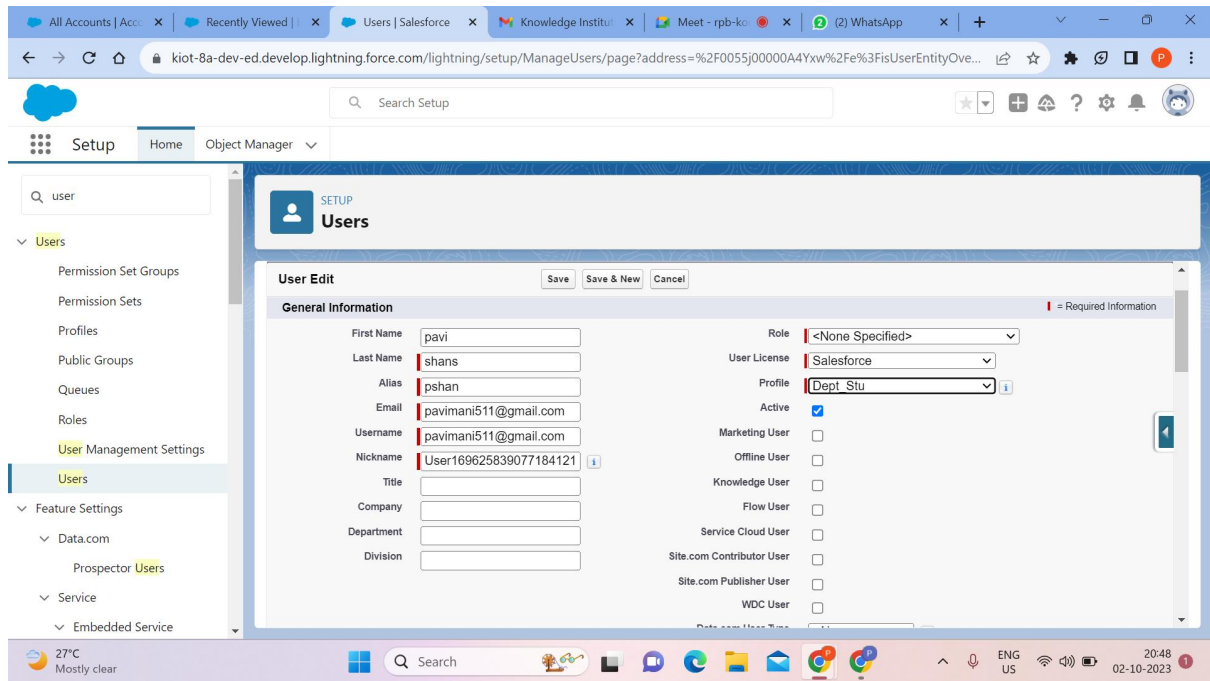 All Accounts | Acco
Recently Viewed |
Users | Salesforce
Knowledge Institut
Meet - rpb-ko
(2) WhatsApp
kiot-8a-dev-ed.develop.lightning.force.com/lightning/setup/ManageUsers/page?address=%2F0055j00000A4Yxw%2Fe%3FisUserEntityOve...
P
Search Setup
Setup
Home
Object Manager
user
Users
Permission Set Groups
Permission Sets
Profiles
Public Groups
Queues
Roles
User Management Settings
Users
Feature Settings
Data.com
Prospector Users
Service
Embedded Service
SETUP
Users
User Edit
Save
Save & New
Cancel
General Information
= Required Information
First Name pavi
Last Name shans
Alias pshan
Email pavimani511@gmail.com
Username pavimani511@gmail.com
Nickname User169625839077184121 i
Title
Company
Department
Division
Role <None Specified>
User License Salesforce
Profile Dept_Stu i
Active
Marketing User
Offline User
Knowledge User
Flow User
Service Cloud User
Site.com Contributor User
Site.com Publisher User
WDC User
27°C
Mostly clear
Search
ENG
US
20:48
02-10-2023
1